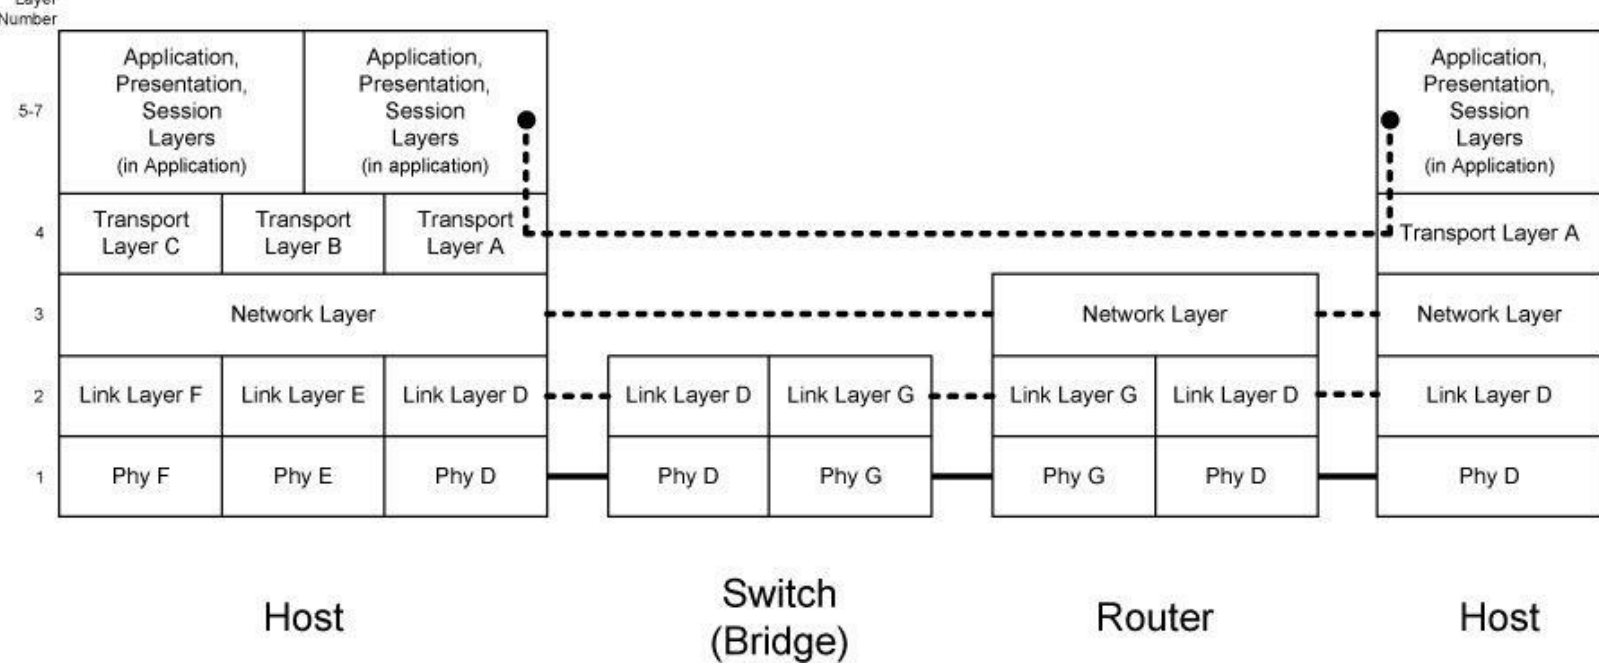 Layer
Number
Application,
Presentation,
Session
Layers
(in Application)
Application,
Presentation,
Session
Layers
(in application)
Application,
Presentation,
Session
Layers
(in Application)
5-7
4
Transport
Layer C
Transport
Layer B
Transport
Layer A
Transport Layer A
3
Network Layer
Network Layer
Network Layer
2
Link Layer F
Link Layer E
Link Layer D
Link Layer D
Link Layer G
Link Layer G
Link Layer D
Link Layer D
1
Phy F
Phy E
Phy D
Phy D
Phy G
Phy G
Phy D
Phy D
Host
Switch
(Bridge)
Router
Host